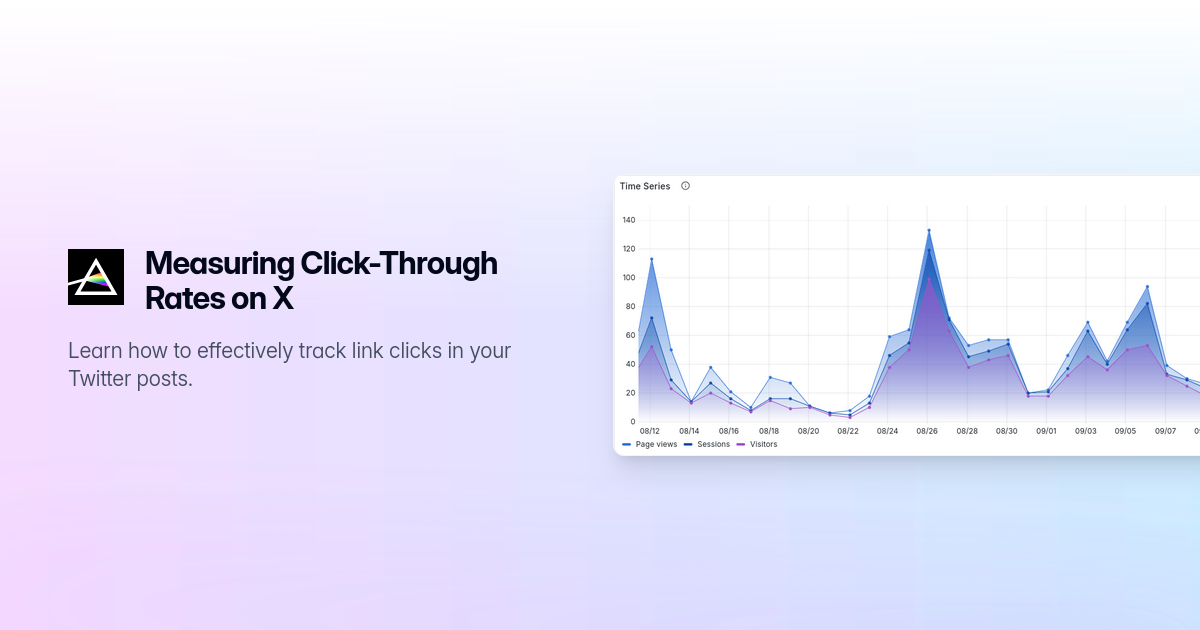 Measuring Click-Through
Rates on X
Learn how to effectively track link clicks in your
Twitter posts.
Time Series
140
120
100
80
60
40
20
0
08/12 08/14 08/16 08/18 08/20 08/22 08/24 08/26 08/28 08/30 09/01 09/03 09/05 09/07
Page views Sessions Visitors